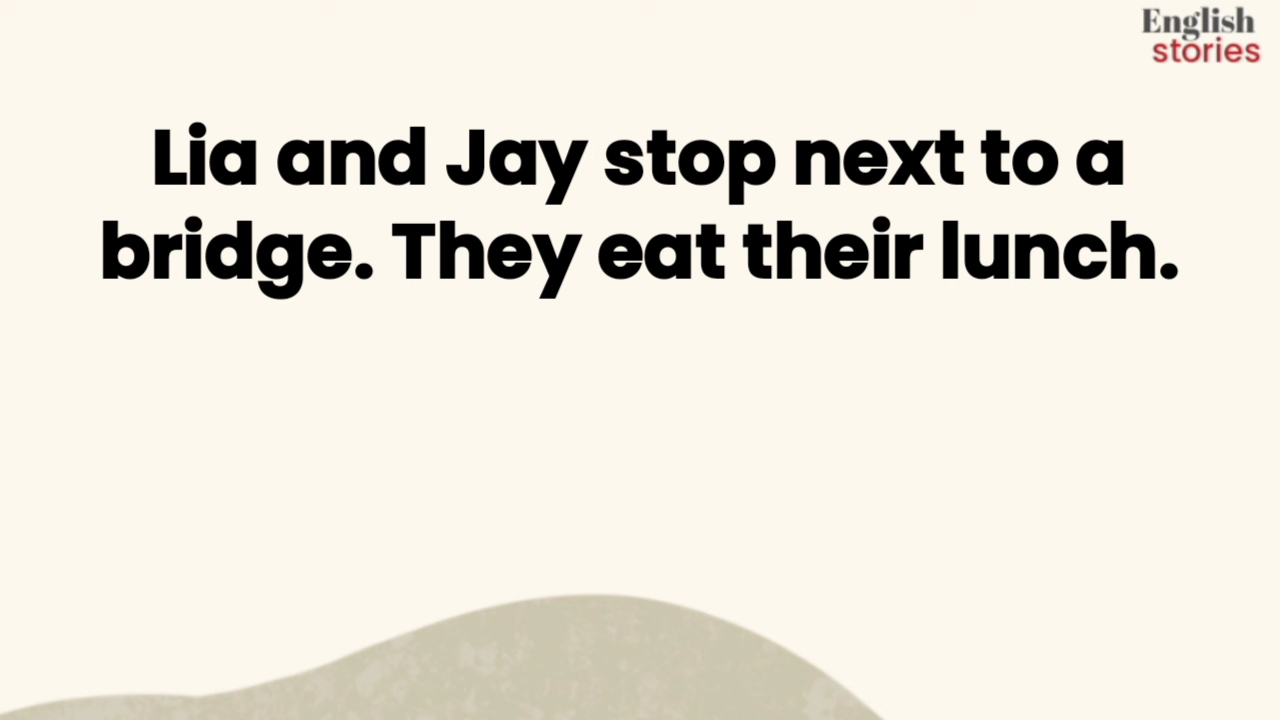 English
stories
Lia and Jay stop next to a
bridge. They eat their lunch.